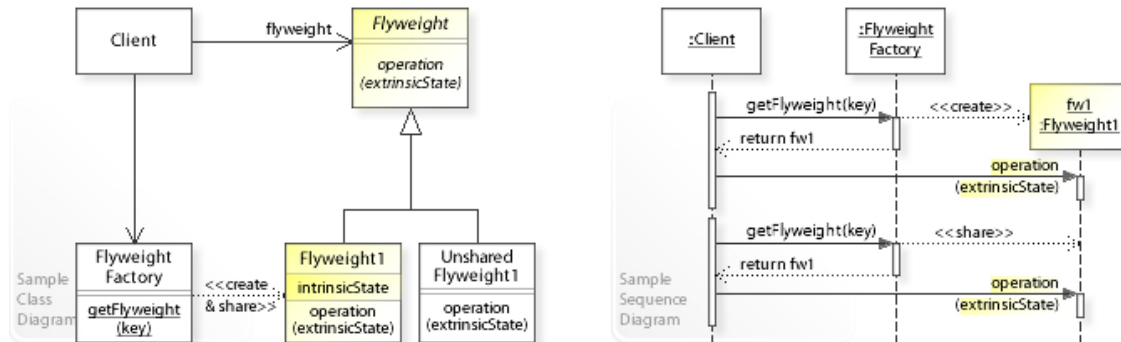 Client
flyweight
Flyweight
operation
(extrinsicState)
Flyweight
Factory
getFlyweight
(key)
<<create
& share>>
Flyweight1
intrinsicState
operation
(extrinsicState)
Unshared
Flyweight1
operation
(extrinsicState)
Sample
Class
Diagram
:Client
:Flyweight
Factory
getFlyweight(key)
<<create>>
fw1
:Flyweight1
return fw1
operation
(extrinsicState)
getFlyweight(key)
<<share>>
return fw1
operation
(extrinsicState)
Sample
Sequence
Diagram